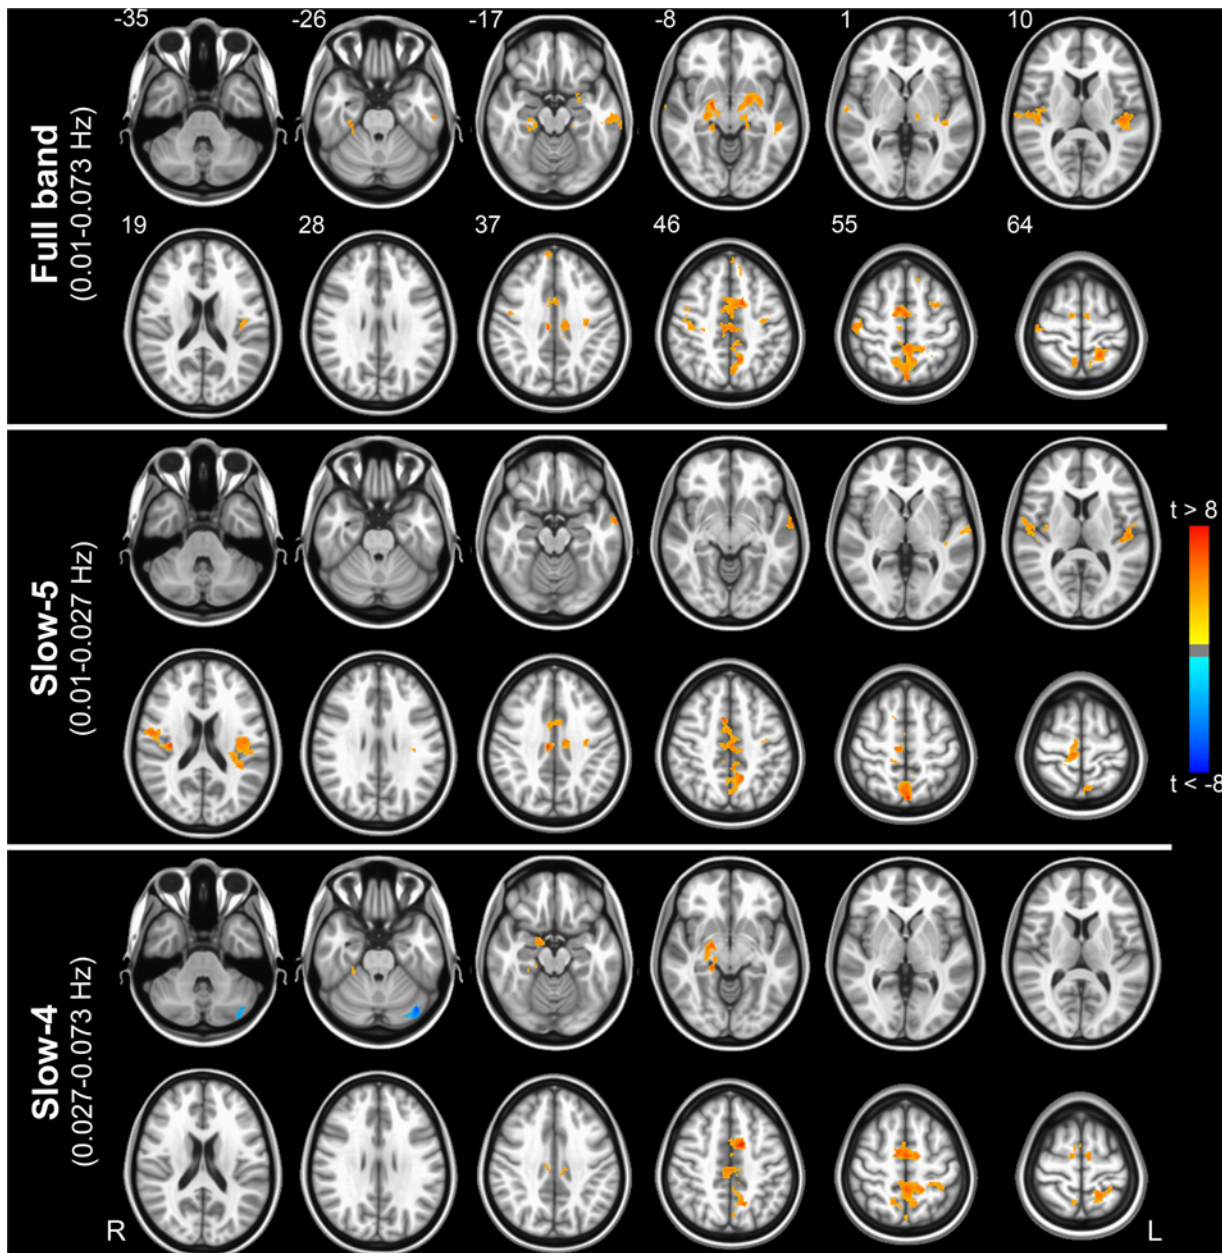 -35 -26 -17 -8 1 10
Full band
(0.01-0.073 Hz)
19 28 37 46 55 64
Slow-5
(0.01-0.027 Hz)
t > 8
t < -8
Slow-4
(0.027-0.073 Hz)
R L